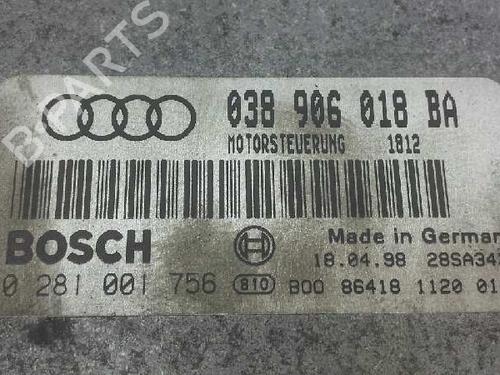 B-PARTS
038 906 018 BA
MOTORSTEUERUNG 1812
BOSCH
Made in German
18.04.98 28SA34
0 281 001 756 810 B00 86418 1120 01